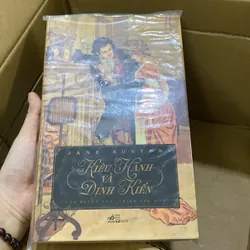 JANE AUSTEN
KIÊU HÃNH
VÀ
ĐỊNH KIẾN